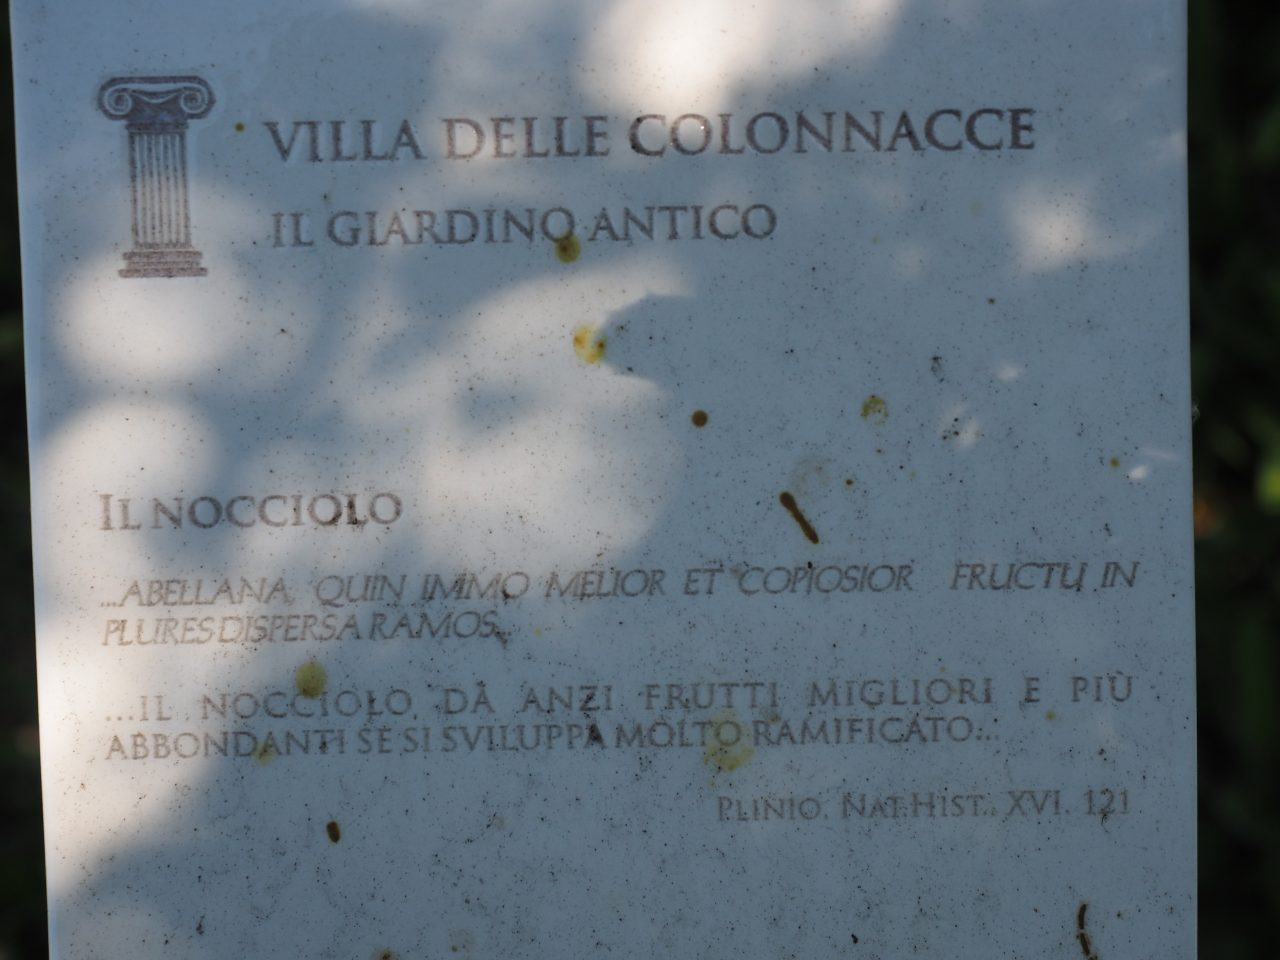 VILLA DELLE COLONNACCE
IL GIARDINO ANTICO
IL NOCCIOLO
...ABELLANA, QUIN IMMO MELIOR ET COPIOSIOR FRUCTU IN
PLURES DISPERSA RAMOS...
...IL NOCCIOLO, DÀ ANZI FRUTTI MIGLIORI E PIÙ
ABBONDANTI SE SI SVILUPPA MOLTO RAMIFICATO...
PLINIO, NAT.HIST., XVI, 121